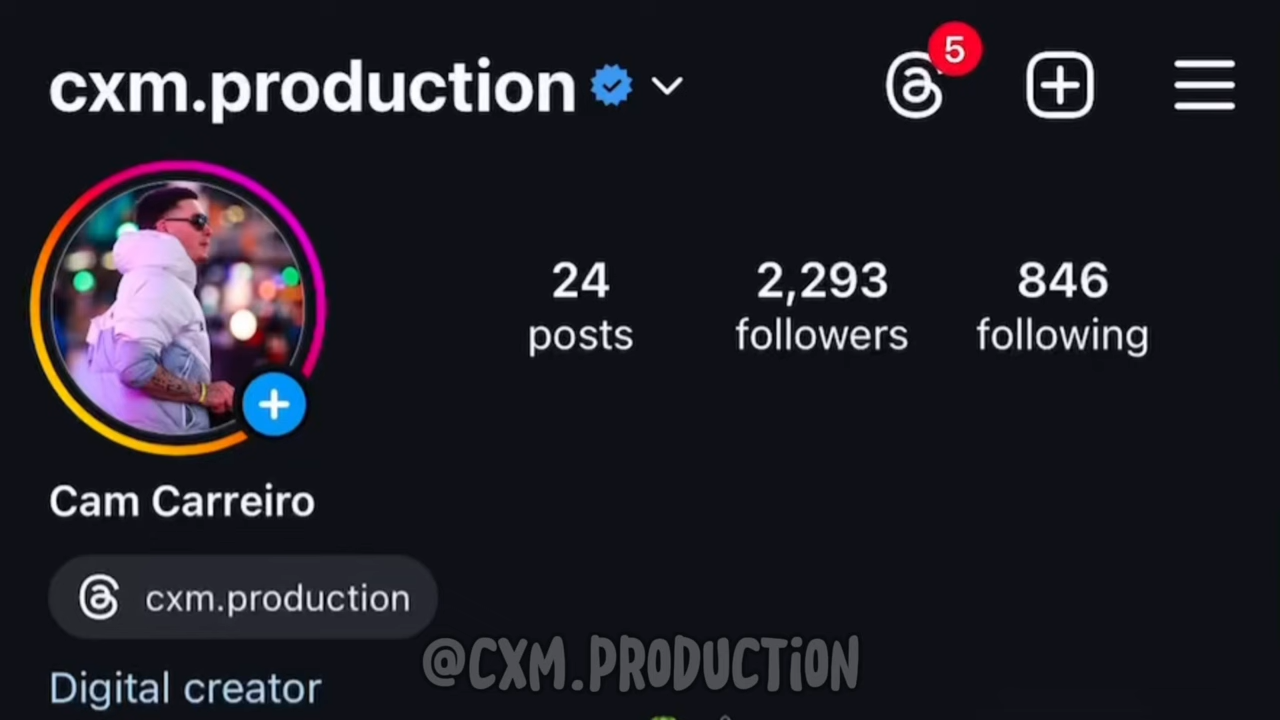 cxm.production
5
24 2,293 846
posts followers following
Cam Carreiro
cxm.production
@CXM.PRODUCTiON
Digital creator